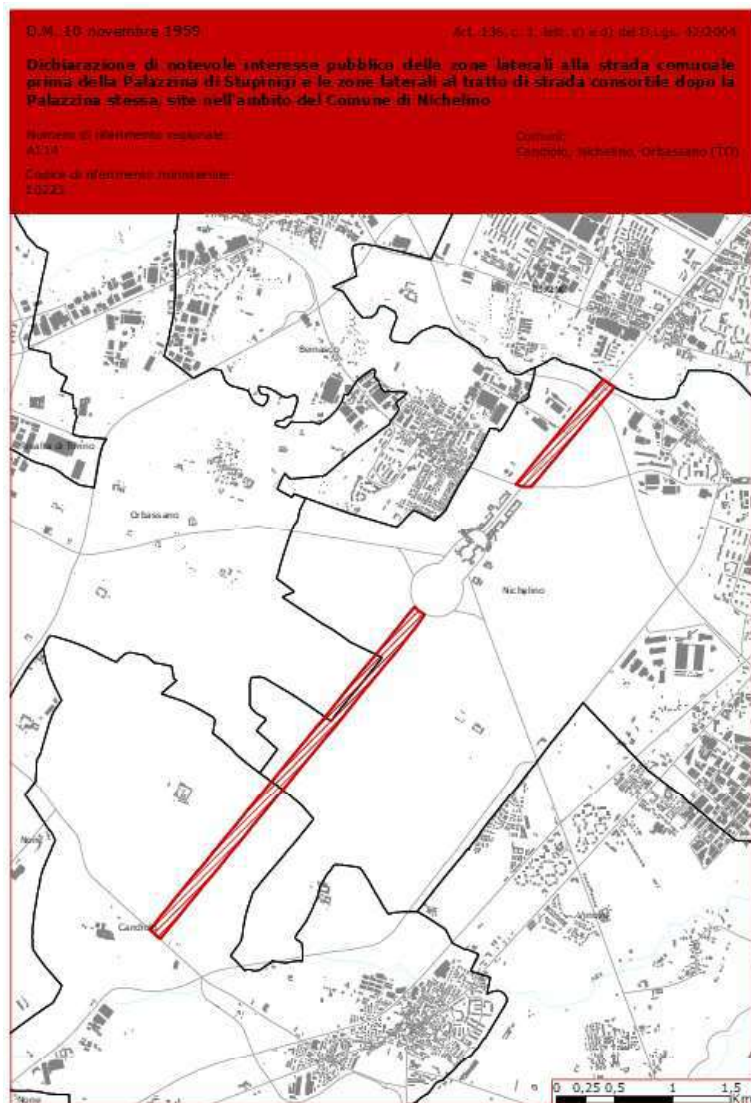 D.M. 10 novembre 1959
Art. 136, c. 1, lett. c) e d) del D.Lgs. 42/2004
Dichiarazione di notevole interesse pubblico delle zone laterali alla strada comunale
prima della Palazzina di Stupinigi e le zone laterali al tratto di strada consortile dopo la
Palazzina stessa, site nell'ambito del Comune di Nichelino
Numero di riferimento regionale:
A114
Comuni:
Candiolo, Nichelino, Orbassano (TO)
Codice di riferimento ministeriale:
10221
Orbassano
Nichelino
None
0 0,25 0,5 1 1,5
Km